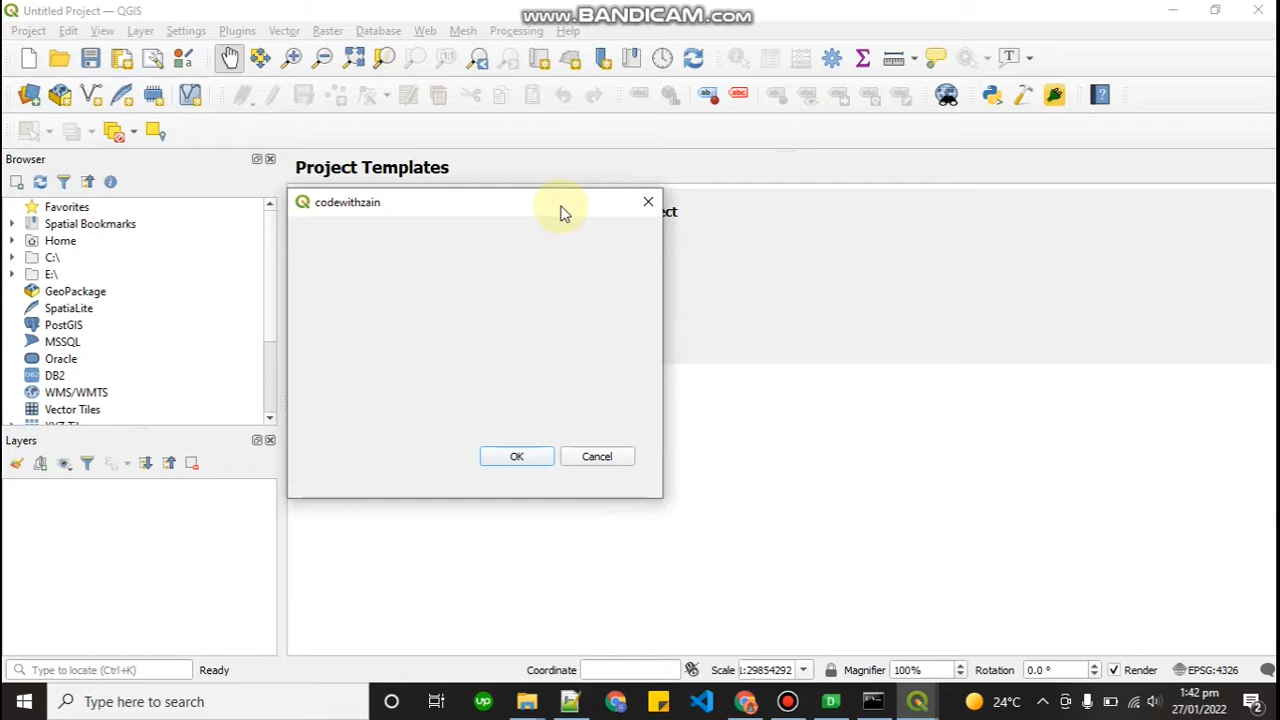 Untitled Project — QGIS
www.BANDICAM.com
Project Edit View Layer Settings Plugins Vector Raster Database Web Mesh Processing Help
Browser
Project Templates
codewithzain
ect
Favorites
Spatial Bookmarks
Home
C:\
E:\
GeoPackage
SpatiaLite
PostGIS
MSSQL
Oracle
DB2
WMS/WMTS
Vector Tiles
OK Cancel
Layers
Type to locate (Ctrl+K) Ready Coordinate Scale 1:29854292 Magnifier 100% Rotation 0.0 ° Render EPSG:4326
Type here to search
24°C
1:42 pm
27/01/2022
2